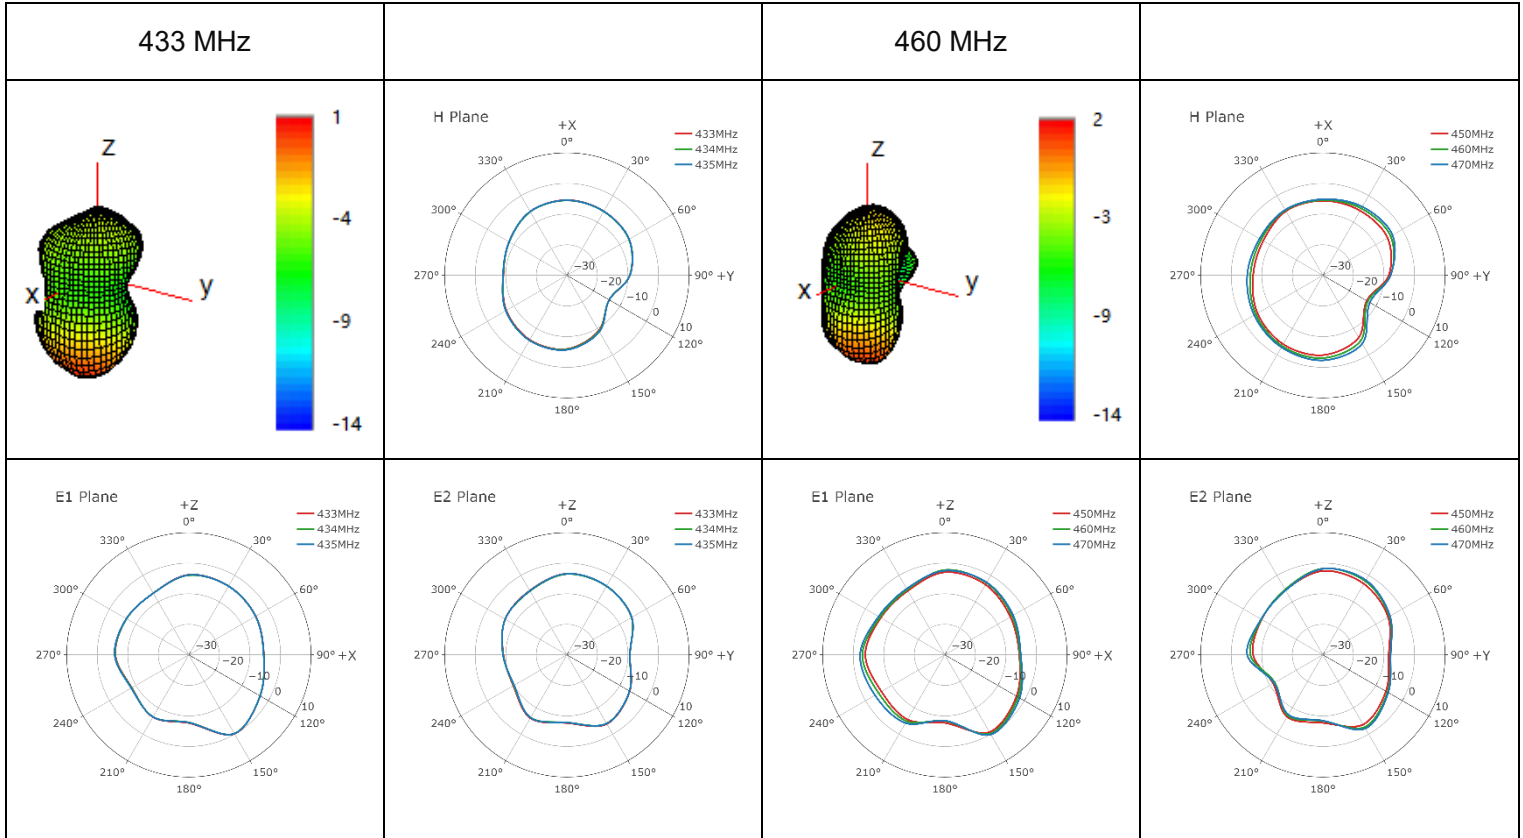 433 MHz
460 MHz
Z
X
y
1
-4
-9
-14
H Plane
+X
0°
30°
60°
90° +Y
120°
150°
180°
210°
240°
270°
300°
330°
−30
−20
−10
0
10
433MHz
434MHz
435MHz
Z
X
y
2
-3
-9
-14
H Plane
+X
0°
30°
60°
90° +Y
120°
150°
180°
210°
240°
270°
300°
330°
−30
−20
−10
0
10
450MHz
460MHz
470MHz
E1 Plane
+Z
0°
30°
60°
90° +X
120°
150°
180°
210°
240°
270°
300°
330°
−30
−20
−10
0
10
433MHz
434MHz
435MHz
E2 Plane
+Z
0°
30°
60°
90° +Y
120°
150°
180°
210°
240°
270°
300°
330°
−30
−20
−10
0
10
433MHz
434MHz
435MHz
E1 Plane
+Z
0°
30°
60°
90° +X
120°
150°
180°
210°
240°
270°
300°
330°
−30
−20
−10
0
10
450MHz
460MHz
470MHz
E2 Plane
+Z
0°
30°
60°
90° +Y
120°
150°
180°
210°
240°
270°
300°
330°
−30
−20
−10
0
10
450MHz
460MHz
470MHz